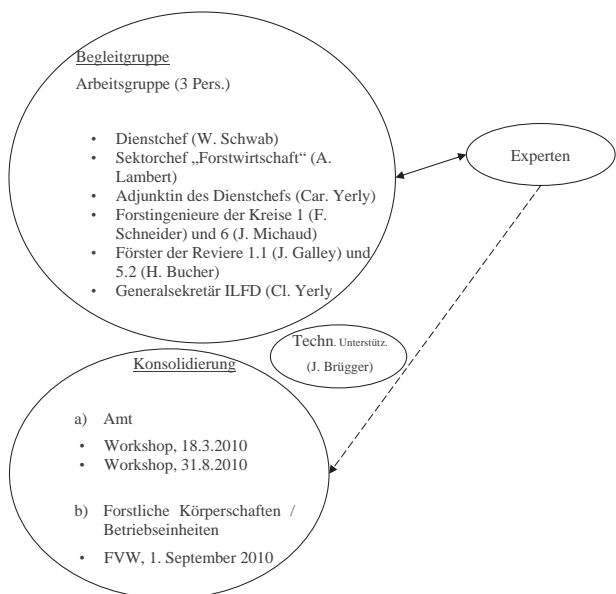 Begleitgruppe
Arbeitsgruppe (3 Pers.)
• Dienstchef (W. Schwab)
• Sektorchef „Forstwirtschaft“ (A.
Lambert)
• Adjunktin des Dienstchefs (Car. Yerly)
• Forstingenieure der Kreise 1 (F.
Schneider) und 6 (J. Michaud)
• Förster der Reviere 1.1 (J. Galley) und
5.2 (H. Bucher)
• Generalsekretär ILFD (Cl. Yerly
Experten
Techn. Unterstütz.
(J. Brügger)
Konsolidierung
a) Amt
• Workshop, 18.3.2010
• Workshop, 31.8.2010
b) Forstliche Körperschaften /
Betriebseinheiten
• FVW, 1. September 2010